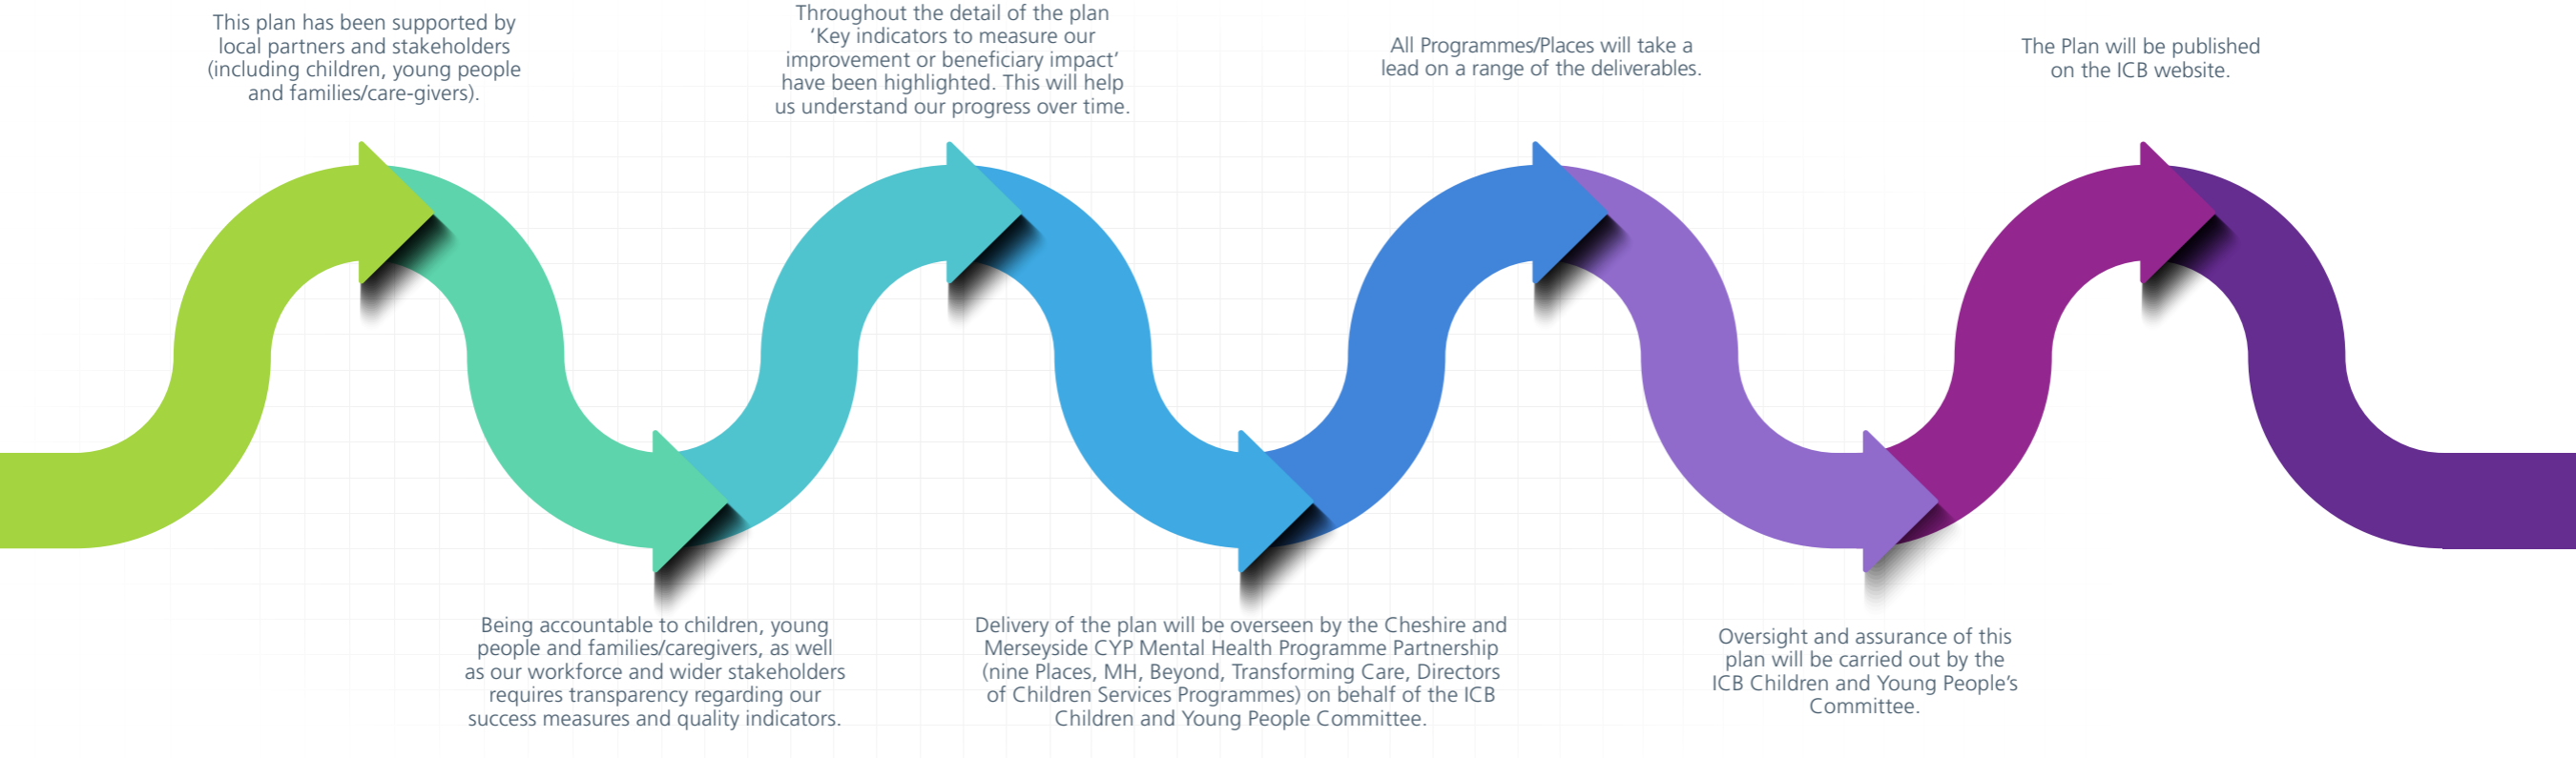 This plan has been supported by
local partners and stakeholders
(including children, young people
and families/care-givers).
Being accountable to children, young
people and families/caregivers, as well
as our workforce and wider stakeholders
requires transparency regarding our
success measures and quality indicators.
Throughout the detail of the plan
‘Key indicators to measure our
improvement or beneficiary impact’
have been highlighted. This will help
us understand our progress over time.
Delivery of the plan will be overseen by the Cheshire and
Merseyside CYP Mental Health Programme Partnership
(nine Places, MH, Beyond, Transforming Care, Directors
of Children Services Programmes) on behalf of the ICB
Children and Young People Committee.
All Programmes/Places will take a
lead on a range of the deliverables.
Oversight and assurance of this
plan will be carried out by the
ICB Children and Young People’s
Committee.
The Plan will be published
on the ICB website.